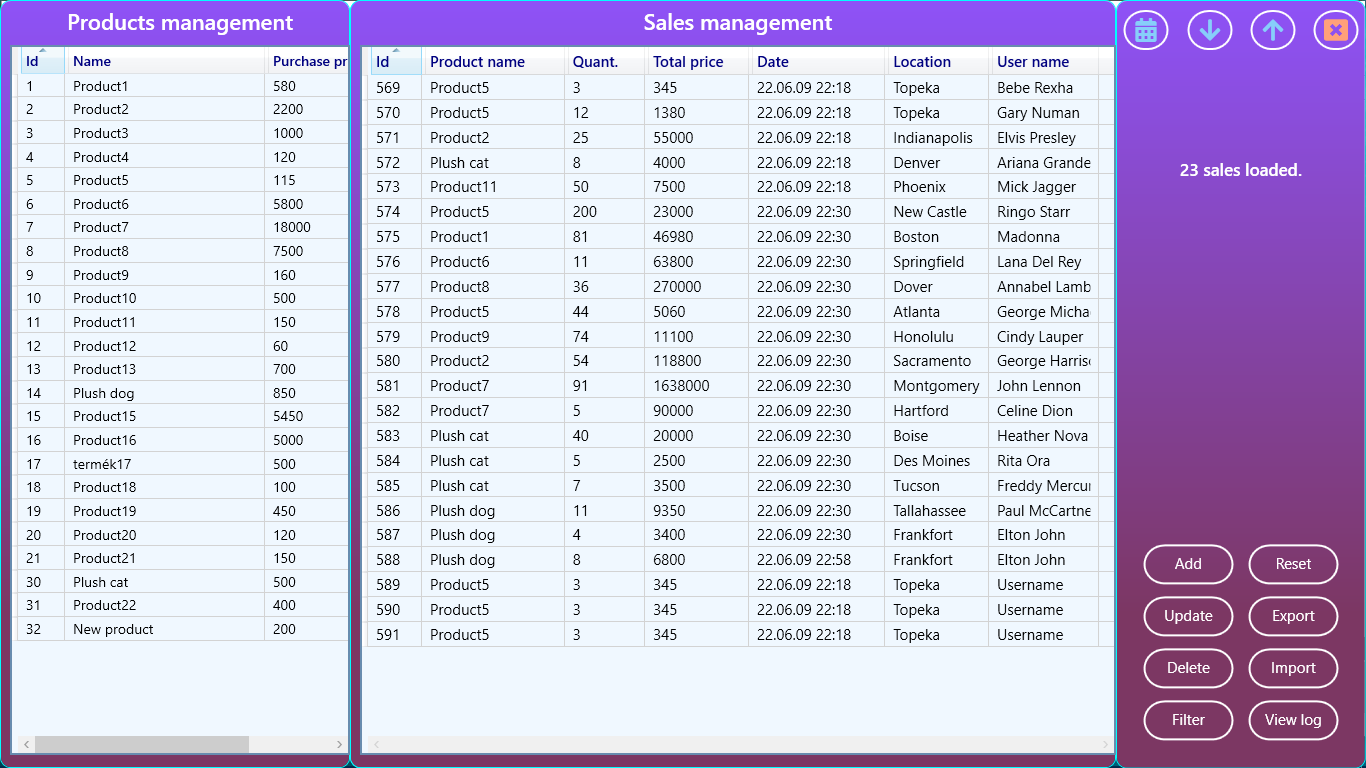 Products management
Id Name Purchase pr
1 Product1 580
2 Product2 2200
3 Product3 1000
4 Product4 120
5 Product5 115
6 Product6 5800
7 Product7 18000
8 Product8 7500
9 Product9 160
10 Product10 500
11 Product11 150
12 Product12 60
13 Product13 700
14 Plush dog 850
15 Product15 5450
16 Product16 5000
17 termék17 500
18 Product18 100
19 Product19 450
20 Product20 120
21 Product21 150
30 Plush cat 500
31 Product22 400
32 New product 200
Sales management
Id Product name Quant. Total price Date Location User name
569 Product5 3 345 22.06.09 22:18 Topeka Bebe Rexha
570 Product5 12 1380 22.06.09 22:18 Topeka Gary Numan
571 Product2 25 55000 22.06.09 22:18 Indianapolis Elvis Presley
572 Plush cat 8 4000 22.06.09 22:18 Denver Ariana Grande
573 Product11 50 7500 22.06.09 22:18 Phoenix Mick Jagger
574 Product5 200 23000 22.06.09 22:30 New Castle Ringo Starr
575 Product1 81 46980 22.06.09 22:30 Boston Madonna
576 Product6 11 63800 22.06.09 22:30 Springfield Lana Del Rey
577 Product8 36 270000 22.06.09 22:30 Dover Annabel Lamb
578 Product5 44 5060 22.06.09 22:30 Atlanta George Micha
579 Product9 74 11100 22.06.09 22:30 Honolulu Cindy Lauper
580 Product2 54 118800 22.06.09 22:30 Sacramento George Harris
581 Product7 91 1638000 22.06.09 22:30 Montgomery John Lennon
582 Product7 5 90000 22.06.09 22:30 Hartford Celine Dion
583 Plush cat 40 20000 22.06.09 22:30 Boise Heather Nova
584 Plush cat 5 2500 22.06.09 22:30 Des Moines Rita Ora
585 Plush cat 7 3500 22.06.09 22:30 Tucson Freddy Mercu
586 Plush dog 11 9350 22.06.09 22:30 Tallahassee Paul McCartne
587 Plush dog 4 3400 22.06.09 22:30 Frankfort Elton John
588 Plush dog 8 6800 22.06.09 22:58 Frankfort Elton John
589 Product5 3 345 22.06.09 22:18 Topeka Username
590 Product5 3 345 22.06.09 22:18 Topeka Username
591 Product5 3 345 22.06.09 22:18 Topeka Username
23 sales loaded.
Add Reset
Update Export
Delete Import
Filter View log